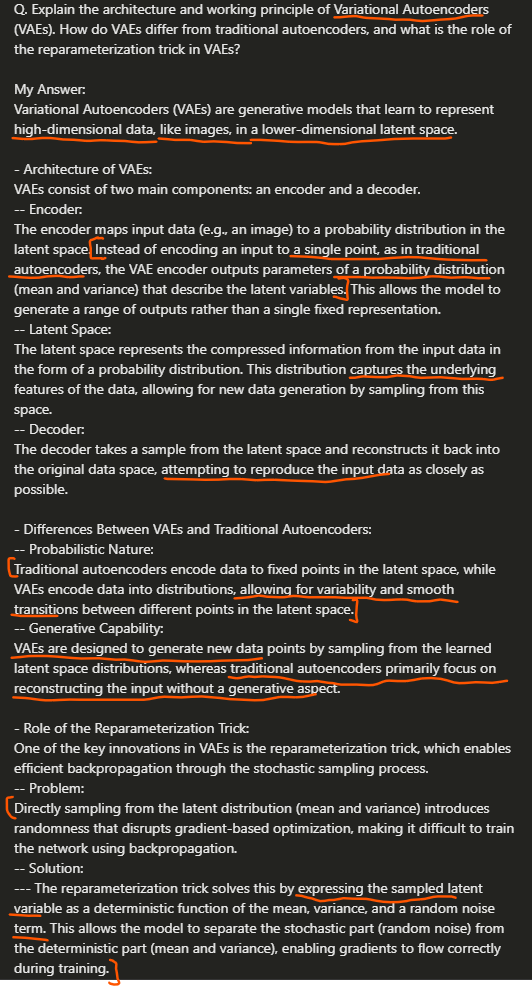 Q. Explain the architecture and working principle of Variational Autoencoders
(VAEs). How do VAEs differ from traditional autoencoders, and what is the role of
the reparameterization trick in VAEs?
My Answer:
Variational Autoencoders (VAEs) are generative models that learn to represent
high-dimensional data, like images, in a lower-dimensional latent space.
- Architecture of VAEs:
VAEs consist of two main components: an encoder and a decoder.
-- Encoder:
The encoder maps input data (e.g., an image) to a probability distribution in the
latent space. Instead of encoding an input to a single point, as in traditional
autoencoders, the VAE encoder outputs parameters of a probability distribution
(mean and variance) that describe the latent variables. This allows the model to
generate a range of outputs rather than a single fixed representation.
-- Latent Space:
The latent space represents the compressed information from the input data in
the form of a probability distribution. This distribution captures the underlying
features of the data, allowing for new data generation by sampling from this
space.
-- Decoder:
The decoder takes a sample from the latent space and reconstructs it back into
the original data space, attempting to reproduce the input data as closely as
possible.
- Differences Between VAEs and Traditional Autoencoders:
-- Probabilistic Nature:
Traditional autoencoders encode data to fixed points in the latent space, while
VAEs encode data into distributions, allowing for variability and smooth
transitions between different points in the latent space.
-- Generative Capability:
VAEs are designed to generate new data points by sampling from the learned
latent space distributions, whereas traditional autoencoders primarily focus on
reconstructing the input without a generative aspect.
- Role of the Reparameterization Trick:
One of the key innovations in VAEs is the reparameterization trick, which enables
efficient backpropagation through the stochastic sampling process.
-- Problem:
Directly sampling from the latent distribution (mean and variance) introduces
randomness that disrupts gradient-based optimization, making it difficult to train
the network using backpropagation.
-- Solution:
--- The reparameterization trick solves this by expressing the sampled latent
variable as a deterministic function of the mean, variance, and a random noise
term. This allows the model to separate the stochastic part (random noise) from
the deterministic part (mean and variance), enabling gradients to flow correctly
during training.